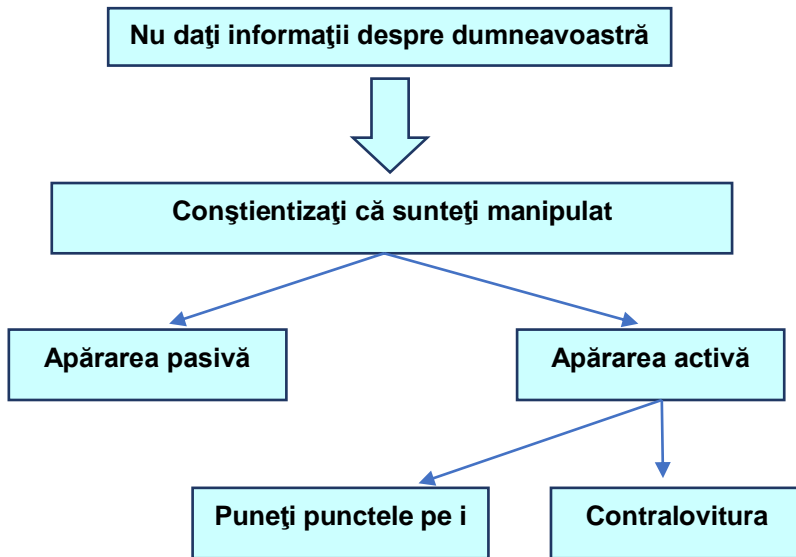 Nu daţi informaţii despre dumneavoastră
Conştientizaţi că sunteţi manipulat
Apărarea pasivă
Apărarea activă
Puneţi punctele pe i
Contralovitura